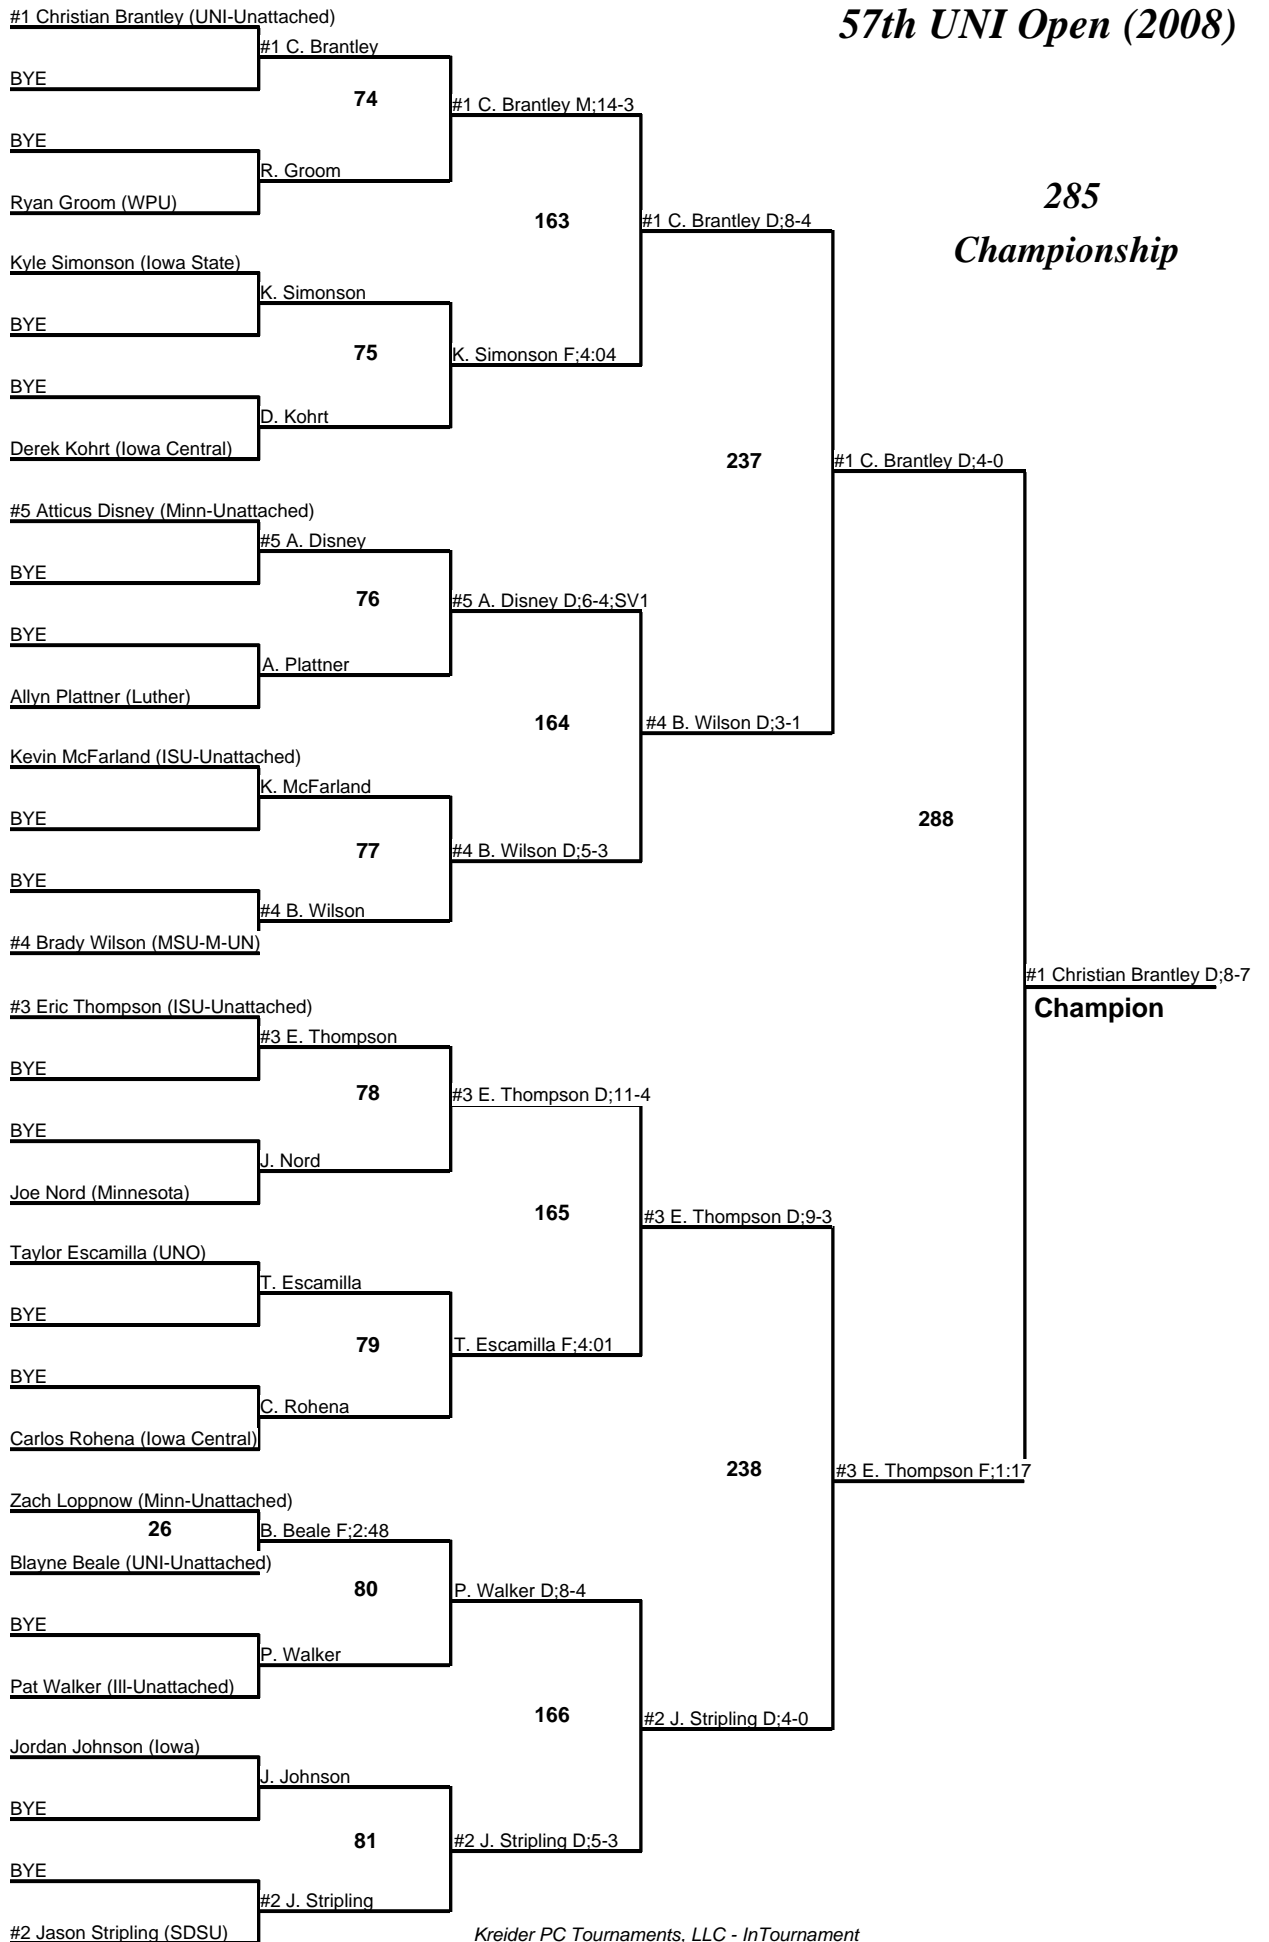 57th UNI Open (2008)
285
Championship
#1 Christian Brantley (UNI-Unattached)
BYE
BYE
Ryan Groom (WPU)
Kyle Simonson (Iowa State)
BYE
BYE
Derek Kohrt (Iowa Central)
#5 Atticus Disney (Minn-Unattached)
BYE
BYE
Allyn Plattner (Luther)
Kevin McFarland (ISU-Unattached)
BYE
BYE
#4 Brady Wilson (MSU-M-UN)
#3 Eric Thompson (ISU-Unattached)
BYE
BYE
Joe Nord (Minnesota)
Taylor Escamilla (UNO)
BYE
BYE
Carlos Rohena (Iowa Central)
Zach Loppnow (Minn-Unattached)
26
Blayne Beale (UNI-Unattached)
BYE
Pat Walker (Ill-Unattached)
Jordan Johnson (Iowa)
BYE
BYE
#2 Jason Stripling (SDSU)
#1 C. Brantley
74
R. Groom
K. Simonson
75
D. Kohrt
#5 A. Disney
76
A. Plattner
K. McFarland
77
#4 B. Wilson
#3 E. Thompson
78
J. Nord
T. Escamilla
79
C. Rohena
B. Beale F;2:48
80
P. Walker
J. Johnson
81
#2 J. Stripling
#1 C. Brantley M;14-3
163
K. Simonson F;4:04
#5 A. Disney D;6-4;SV1
164
#4 B. Wilson D;5-3
#3 E. Thompson D;11-4
165
T. Escamilla F;4:01
P. Walker D;8-4
166
#2 J. Stripling D;5-3
#1 C. Brantley D;8-4
237
#4 B. Wilson D;3-1
#3 E. Thompson D;9-3
238
#2 J. Stripling D;4-0
#1 C. Brantley D;4-0
288
#3 E. Thompson F;1:17
#1 Christian Brantley D;8-7
Champion
Kreider PC Tournaments, LLC - InTournament